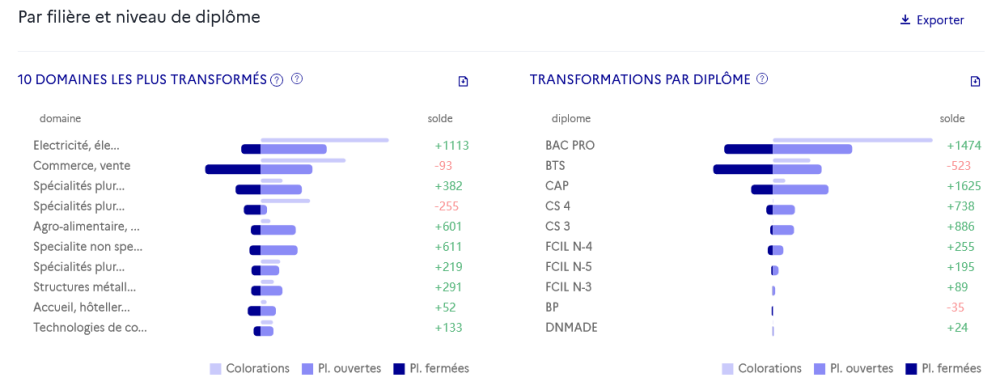 Par filière et niveau de diplôme
Exporter
10 DOMAINES LES PLUS TRANSFORMÉS
domaine solde
Electricité, éle... +1113
Commerce, vente -93
Spécialités plur... +382
Spécialités plur... -255
Agro-alimentaire, ... +601
Specialite non spe... +611
Spécialités plur... +219
Structures métall... +291
Accueil, hôteller... +52
Technologies de co... +133
Colorations Pl. ouvertes Pl. fermées
TRANSFORMATIONS PAR DIPLÔME
diplome solde
BAC PRO +1474
BTS -523
CAP +1625
CS 4 +738
CS 3 +886
FCIL N-4 +255
FCIL N-5 +195
FCIL N-3 +89
BP -35
DNMADE +24
Colorations Pl. ouvertes Pl. fermées